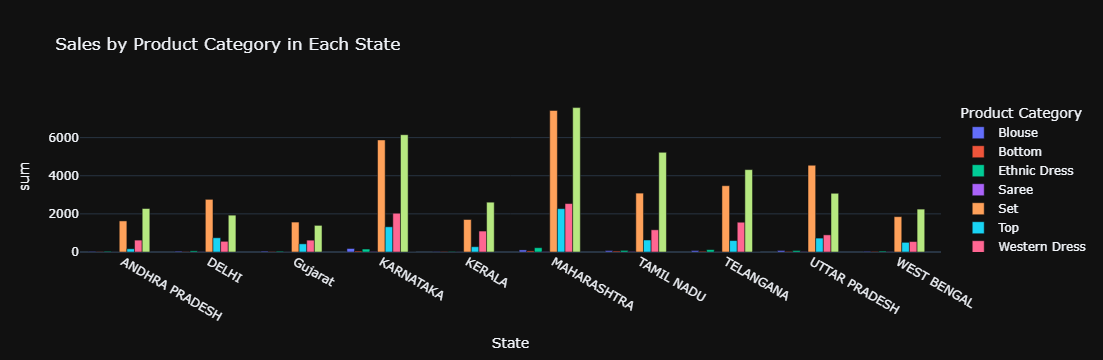 Sales by Product Category in Each State
Product Category
Blouse
Bottom
Ethnic Dress
Saree
Set
Top
Western Dress
6000
4000
2000
0
sum
ANDHRA PRADESH
DELHI
Gujarat
KARNATAKA
KERALA
MAHARASHTRA
TAMIL NADU
TELANGANA
UTTAR PRADESH
WEST BENGAL
State